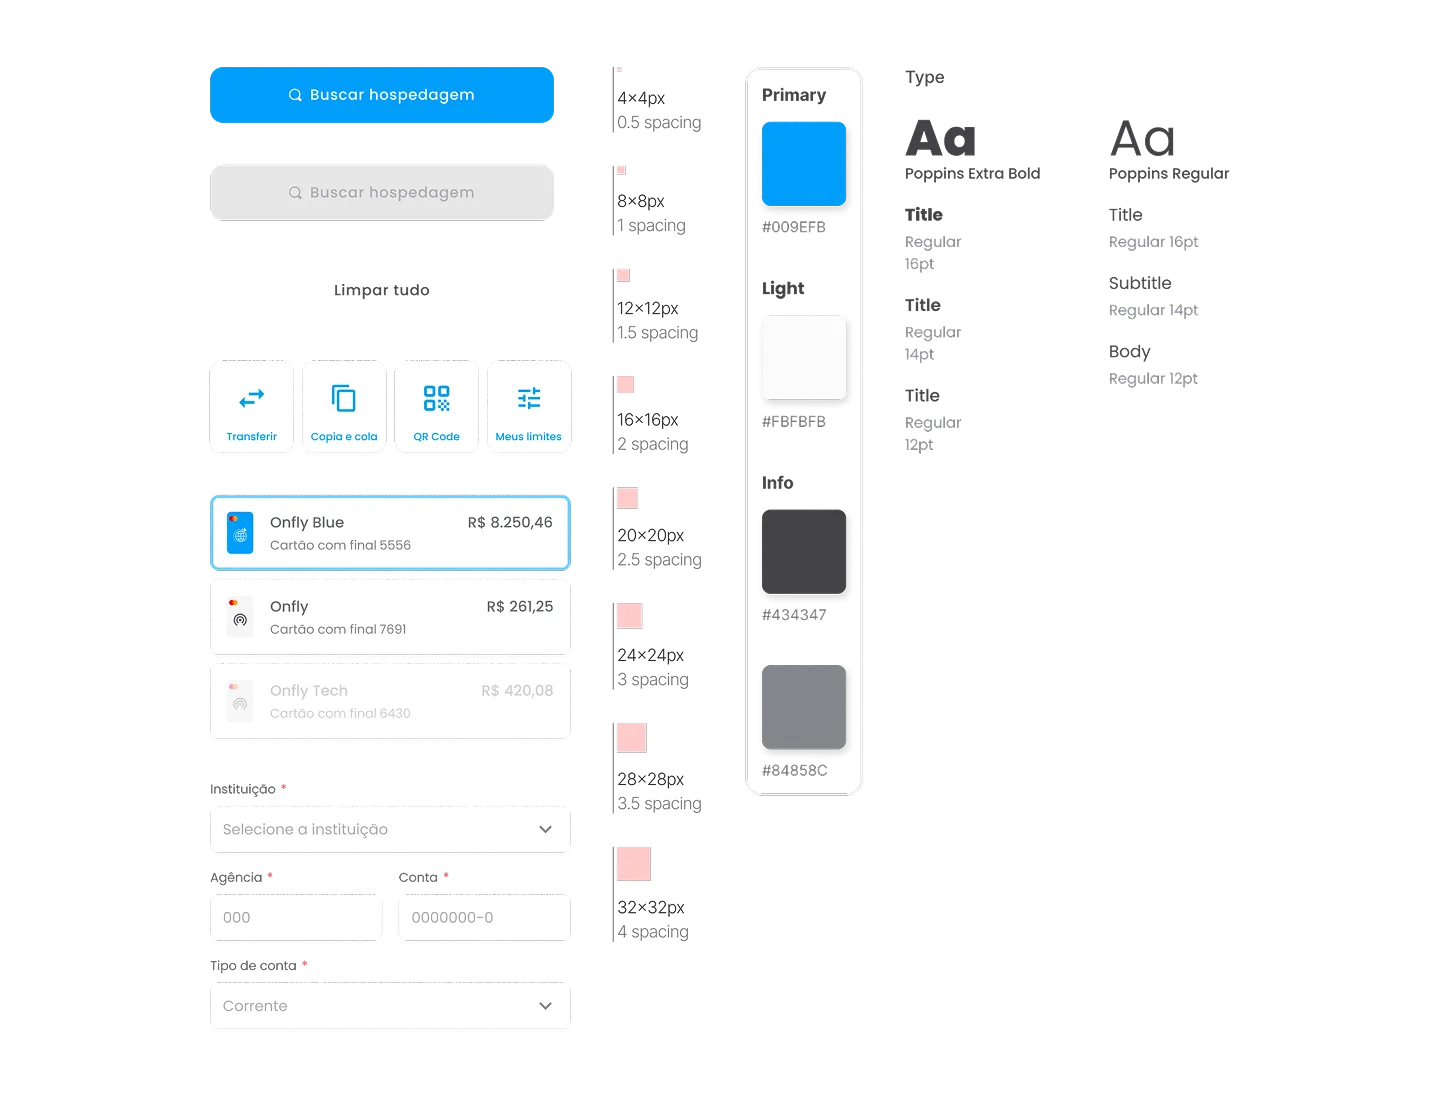 Buscar hospedagem
Buscar hospedagem
Limpar tudo
Transferir
Copia e cola
QR Code
Meus limites
Onfly Blue
R$ 8.250,46
Cartão com final 5556
Onfly
R$ 261,25
Cartão com final 7691
Onfly Tech
R$ 420,08
Cartão com final 6430
Instituição *
Selecione a instituição
Agência *
Conta *
000
0000000-0
Tipo de conta *
Corrente
4×4px
0.5 spacing
8×8px
1 spacing
12×12px
1.5 spacing
16×16px
2 spacing
20×20px
2.5 spacing
24×24px
3 spacing
28×28px
3.5 spacing
32×32px
4 spacing
Primary
#009EFB
Light
#FBFBFB
Info
#434347
#84858C
Type
Aa
Poppins Extra Bold
Title
Regular
16pt
Title
Regular
14pt
Title
Regular
12pt
Aa
Poppins Regular
Title
Regular 16pt
Subtitle
Regular 14pt
Body
Regular 12pt